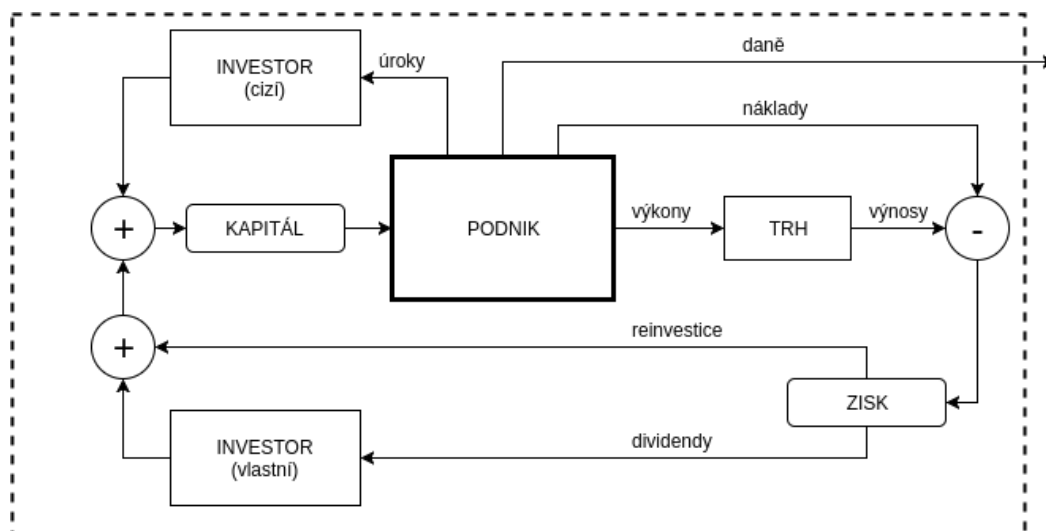 daně
INVESTOR
(cizí)
úroky
náklady
+
KAPITÁL
PODNIK
výkony
TRH
výnosy
-
+
reinvestice
ZISK
INVESTOR
(vlastní)
dividendy